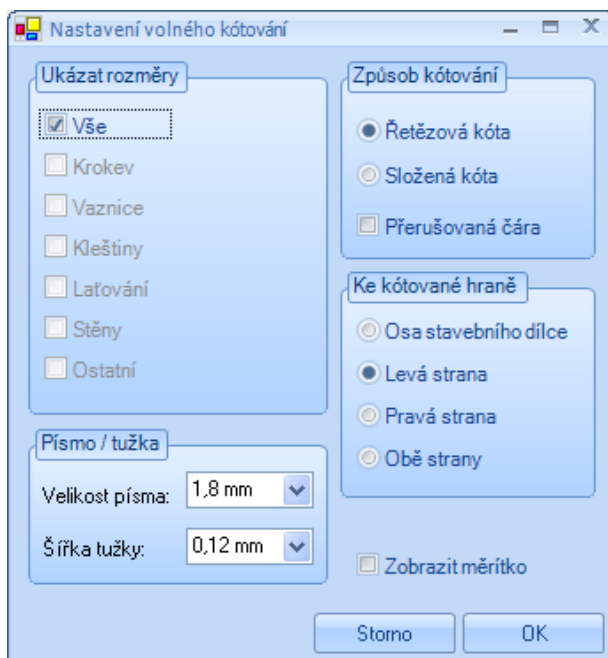 Nastavení volného kótování
Ukázat rozměry
Vše
Krokev
Vaznice
Kleštiny
Laťování
Stěny
Ostatní
Písmo / tužka
Velikost písma: 1,8 mm
Šířka tužky: 0,12 mm
Způsob kótování
Řetězová kóta
Složená kóta
Přerušovaná čára
Ke kótované hraně
Osa stavebního dílce
Levá strana
Pravá strana
Obě strany
Zobrazit měrítko
Storno OK